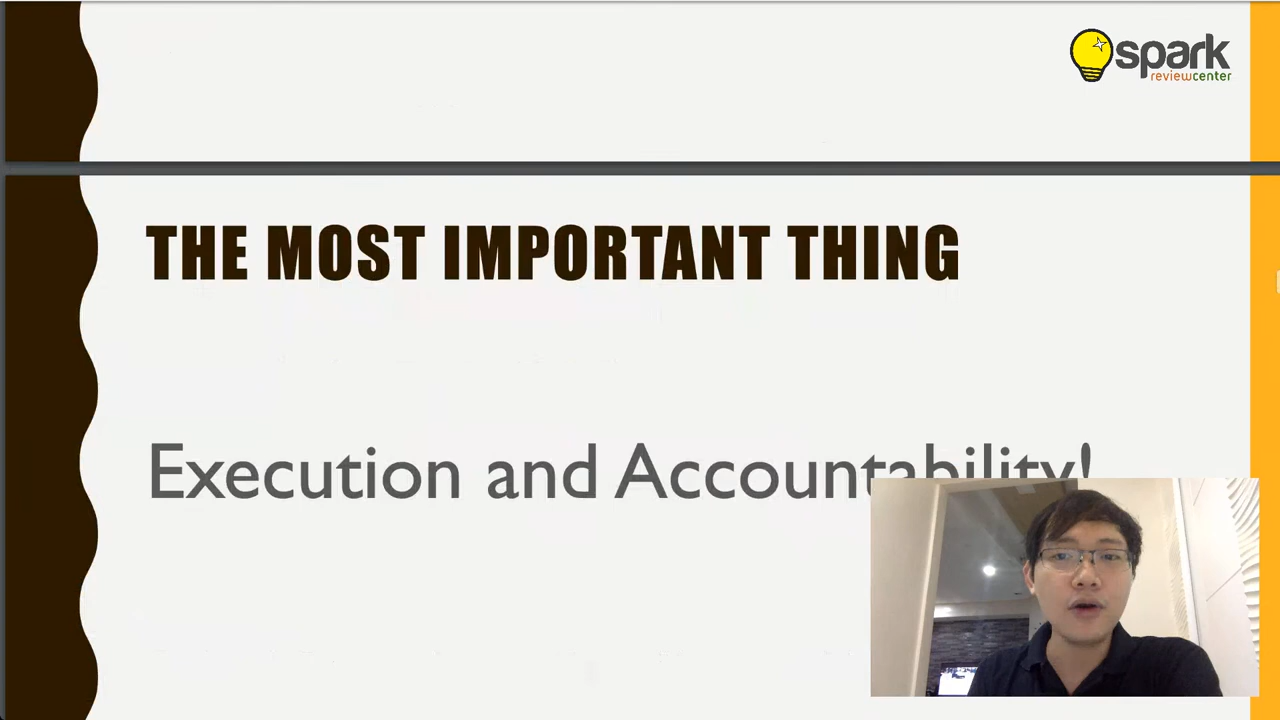 spark
reviewcenter
THE MOST IMPORTANT THING
Execution and Accountability!